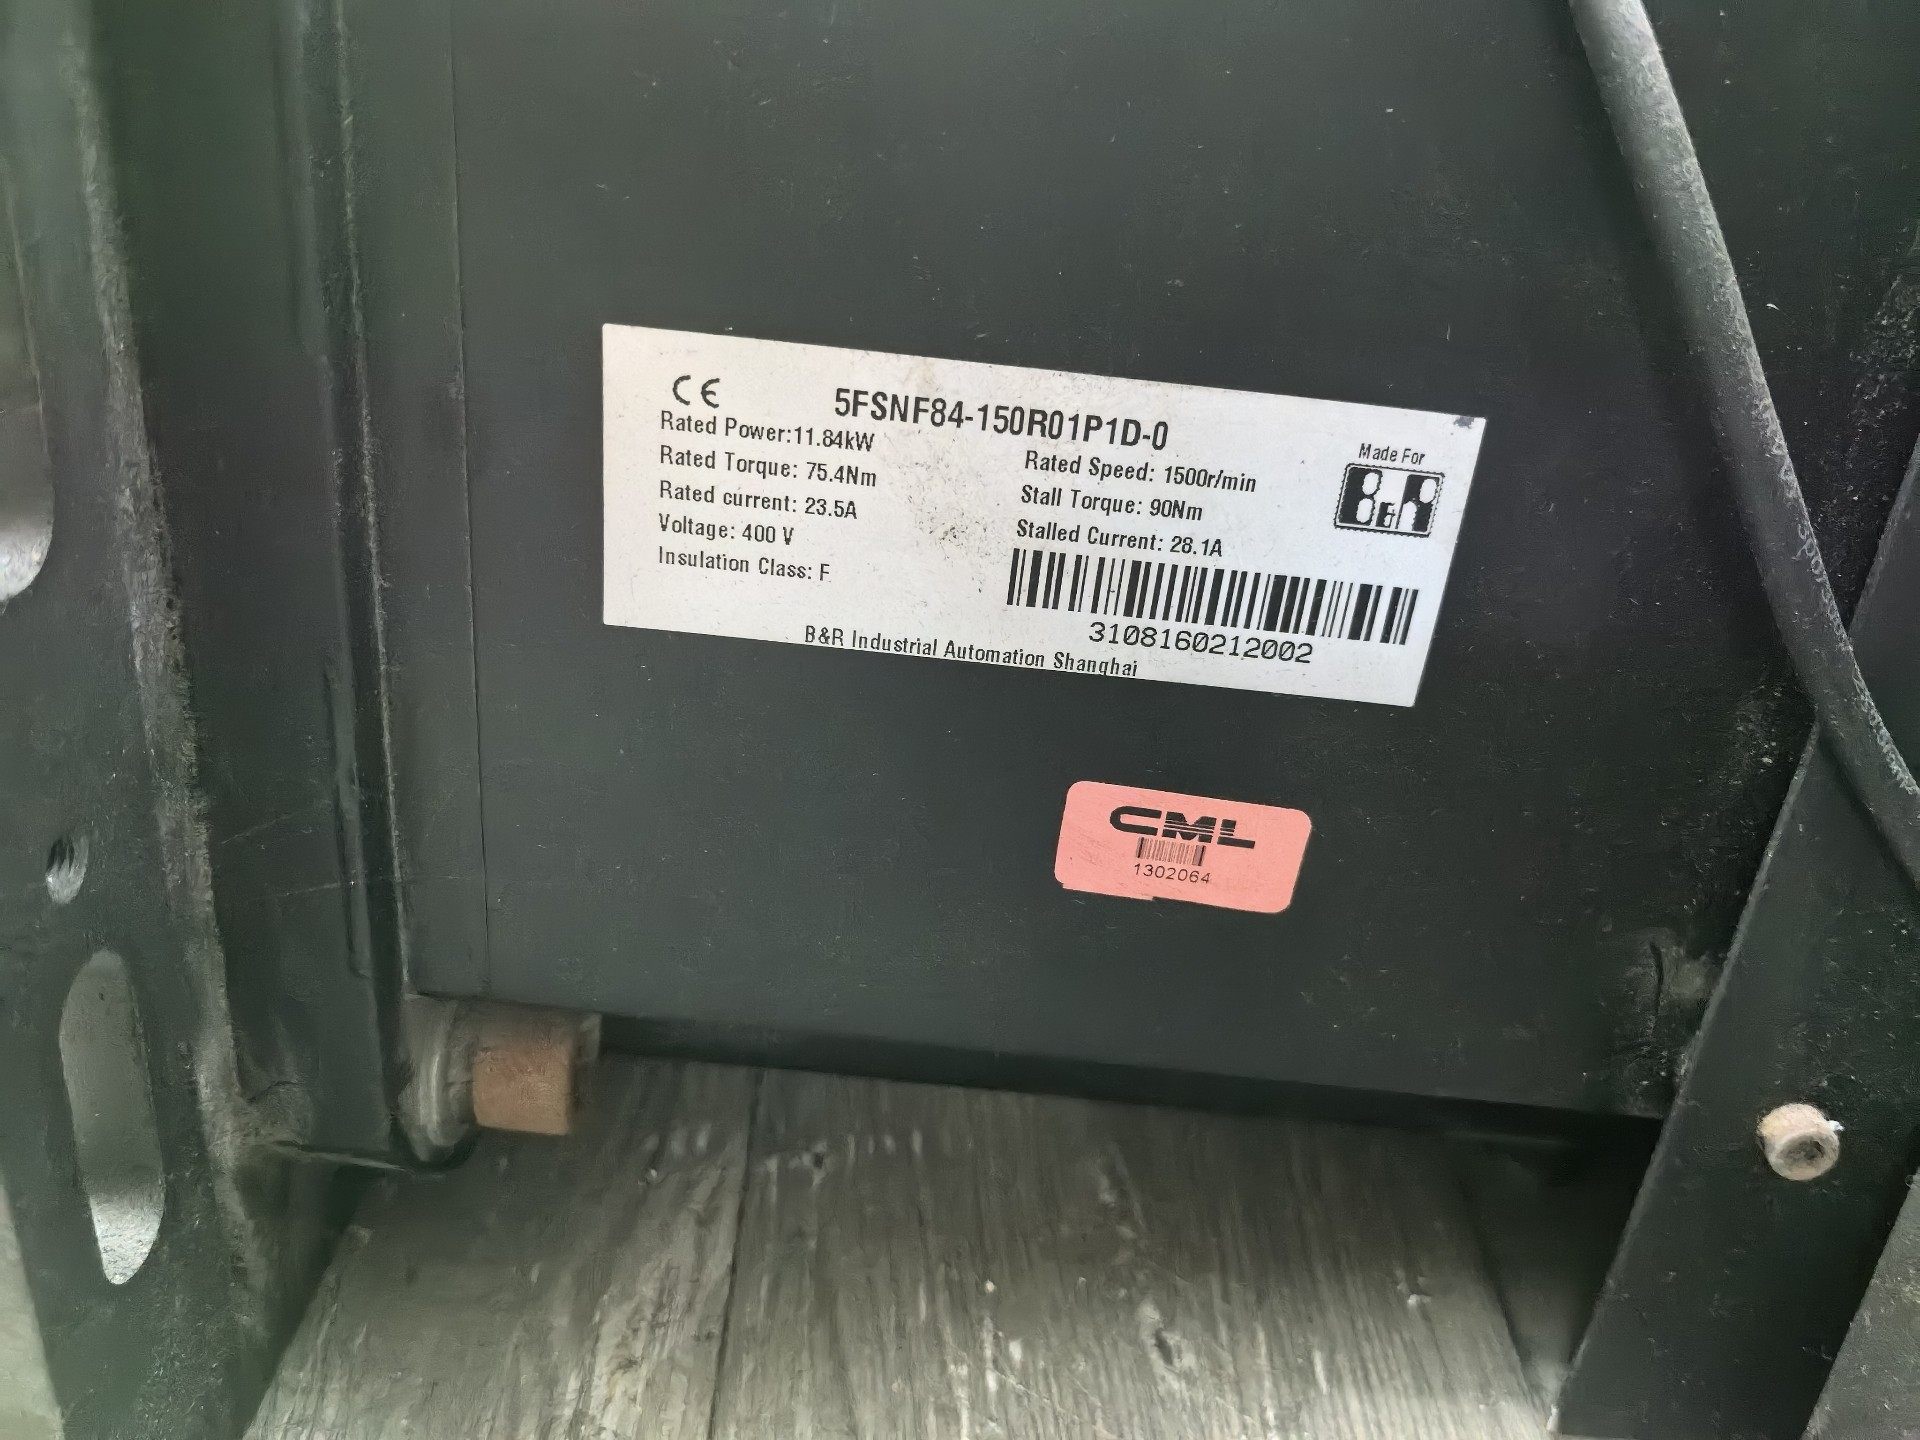 CE
5FSNF84-150R01P1D-0
Rated Power:11.84kW
Rated Torque: 75.4Nm
Rated current: 23.5A
Voltage: 400 V
Insulation Class: F
Rated Speed: 1500r/min
Stall Torque: 90Nm
Stalled Current: 28.1A
Made For
B&R
3108160212002
B&R Industrial Automation Shanghai
CML
1302064